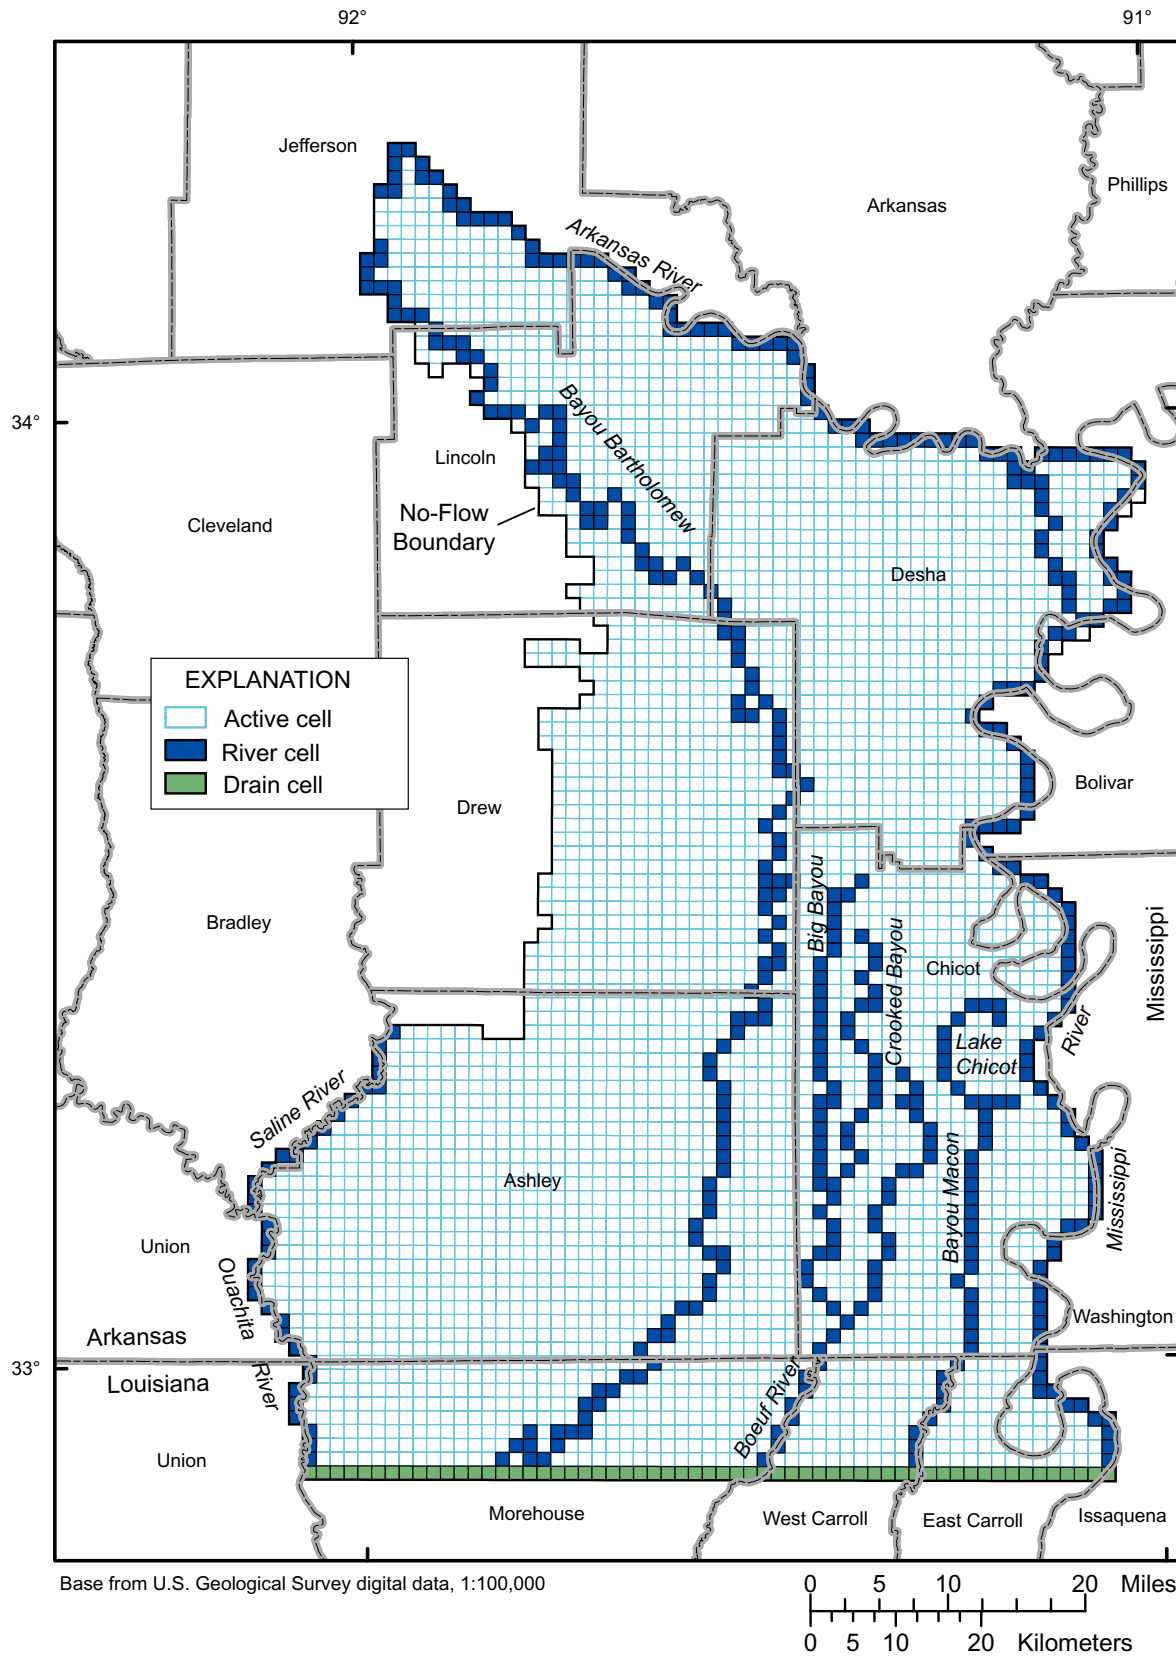 92°
91°
Jefferson
Phillips
Arkansas
Arkansas River
34°
Bayou Bartholomew
Lincoln
No-Flow
Boundary
Cleveland
Desha
EXPLANATION
Active cell
River cell
Drain cell
Drew
Bolivar
Big Bayou
Bradley
Crooked Bayou
Chicot
Mississippi
River
Lake
Chicot
Saline River
Ashley
Bayou Macon
Mississippi
Union
Ouachita
River
Washington
Arkansas
33°
Louisiana
Boeuf River
Union
Morehouse
West Carroll
East Carroll
Issaquena
Base from U.S. Geological Survey digital data, 1:100,000
0 5 10 20 Miles
0 5 10 20 Kilometers